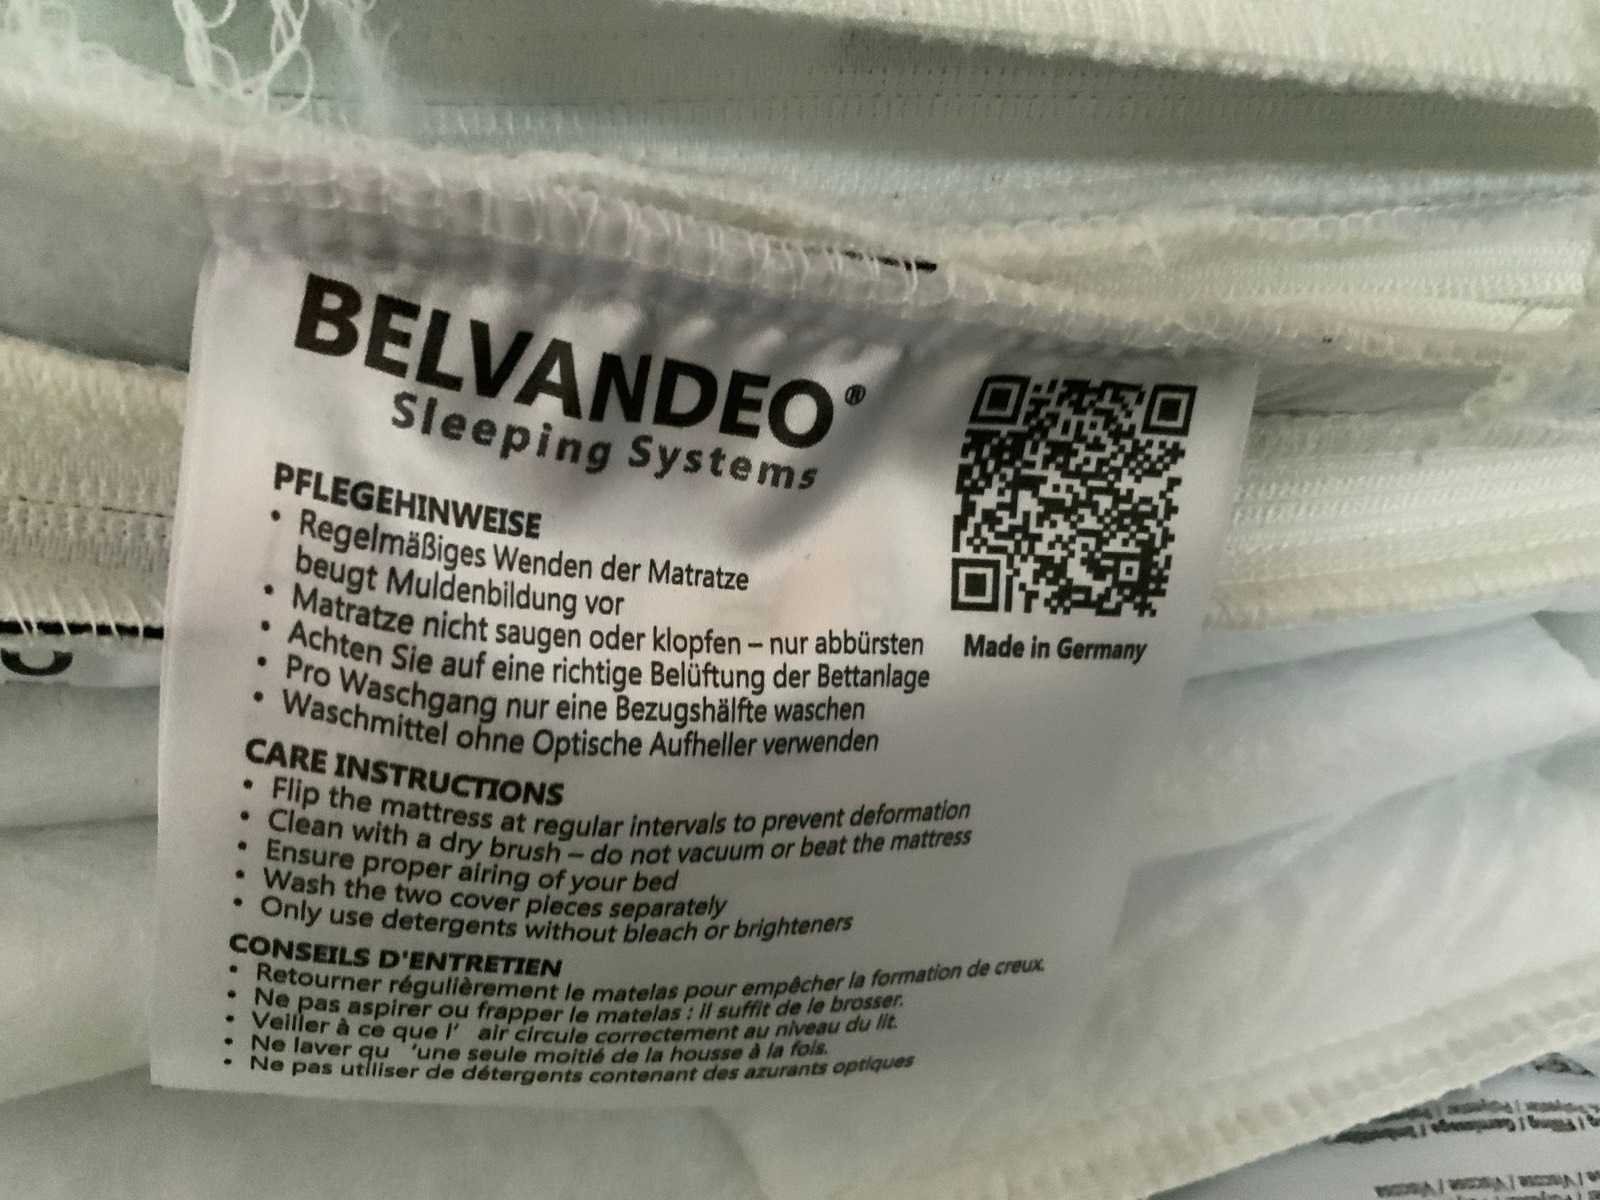 BELVANDEO®
Sleeping Systems
PFLEGEHINWEISE
• Regelmäßiges Wenden der Matratze
beugt Muldenbildung vor
• Matratze nicht saugen oder klopfen – nur abbürsten
• Achten Sie auf eine richtige Belüftung der Bettanlage
• Pro Waschgang nur eine Bezugshälfte waschen
• Waschmittel ohne Optische Aufheller verwenden
Made in Germany
CARE INSTRUCTIONS
• Flip the mattress at regular intervals to prevent deformation
• Clean with a dry brush – do not vacuum or beat the mattress
• Ensure proper airing of your bed
• Wash the two cover pieces separately
• Only use detergents without bleach or brighteners
CONSEILS D'ENTRETIEN
• Retourner régulièrement le matelas pour empêcher la formation de creux.
• Ne pas aspirer ou frapper le matelas : il suffit de le brosser.
• Veiller à ce que l’ air circule correctement au niveau du lit.
• Ne laver qu ‘une seule moitié de la housse à la fois.
• Ne pas utiliser de détergents contenant des azurants optiques
/ Polyester / Polyester
/ Filling / Garnissage /
/ Viscose / Viscose / Viscose